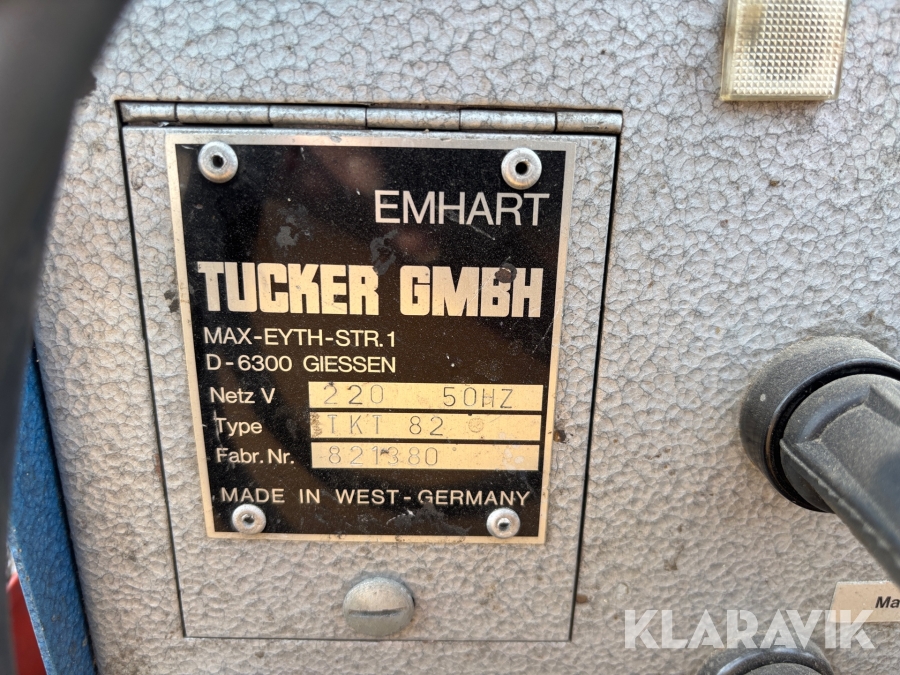 EMHART
TUCKER GMBH
MAX-EYTH-STR.1
D-6300 GIESSEN
Netz V 220 50HZ
Type TKT 82
Fabr. Nr. 821380
MADE IN WEST-GERMANY
Ma
KLARAVIK